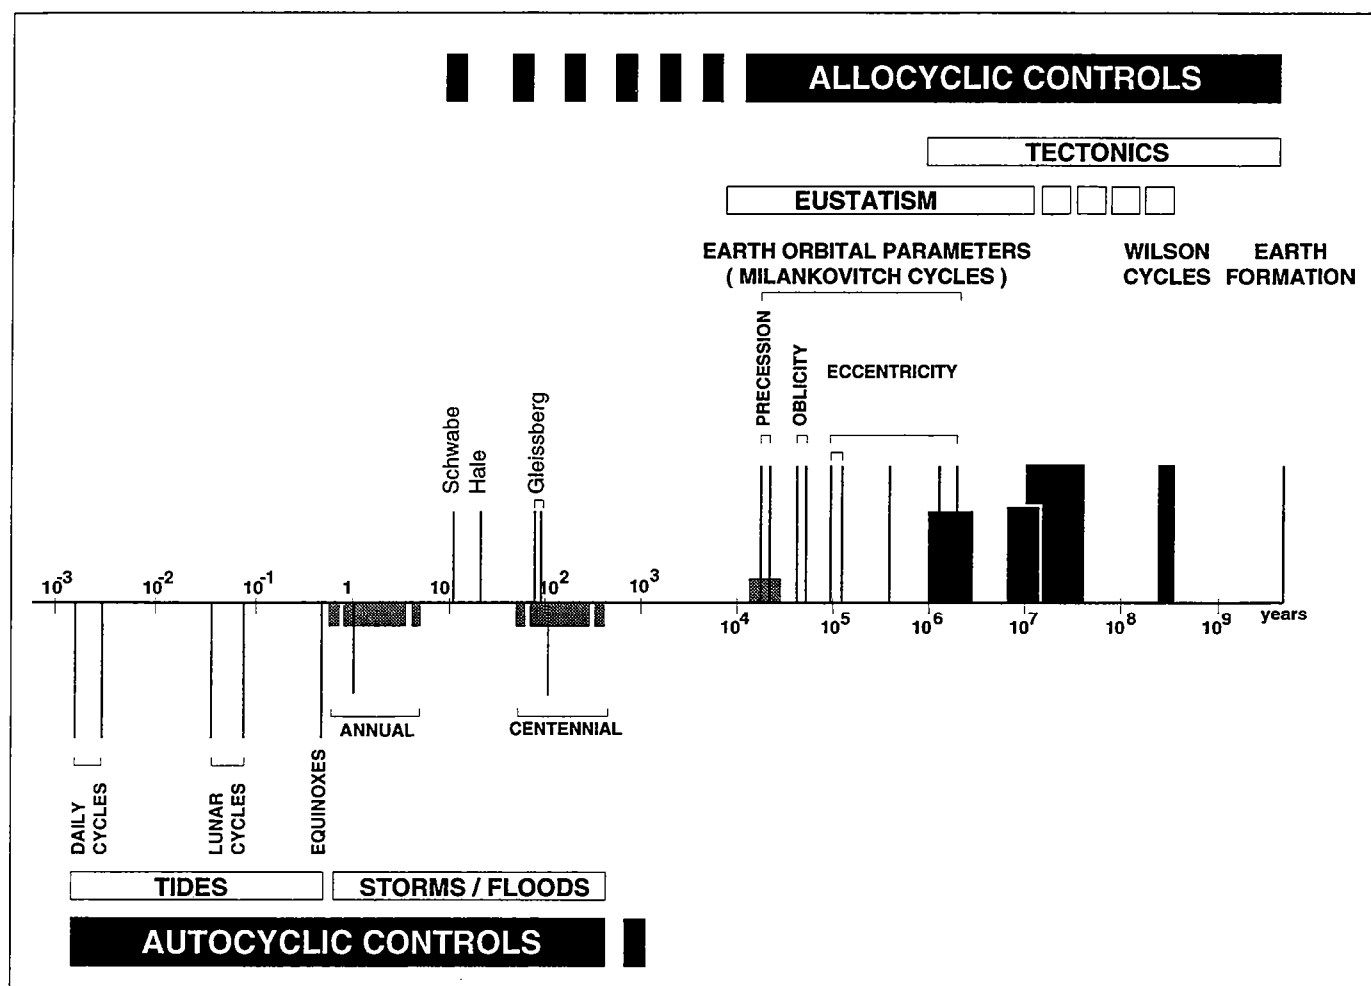 ALLOCYCLIC CONTROLS
TECTONICS
EUSTATISM
EARTH ORBITAL PARAMETERS
( MILANKOVITCH CYCLES )
WILSON
CYCLES
EARTH
FORMATION
PRECESSION
OBLICITY
ECCENTRICITY
Schwabe
Hale
Gleissberg
10⁻³
10⁻²
10⁻¹
1
10
10²
10³
10⁴
10⁵
10⁶
10⁷
10⁸
10⁹
years
ANNUAL
CENTENNIAL
DAILY
CYCLES
LUNAR
CYCLES
EQUINOXES
TIDES
STORMS / FLOODS
AUTOCYCLIC CONTROLS